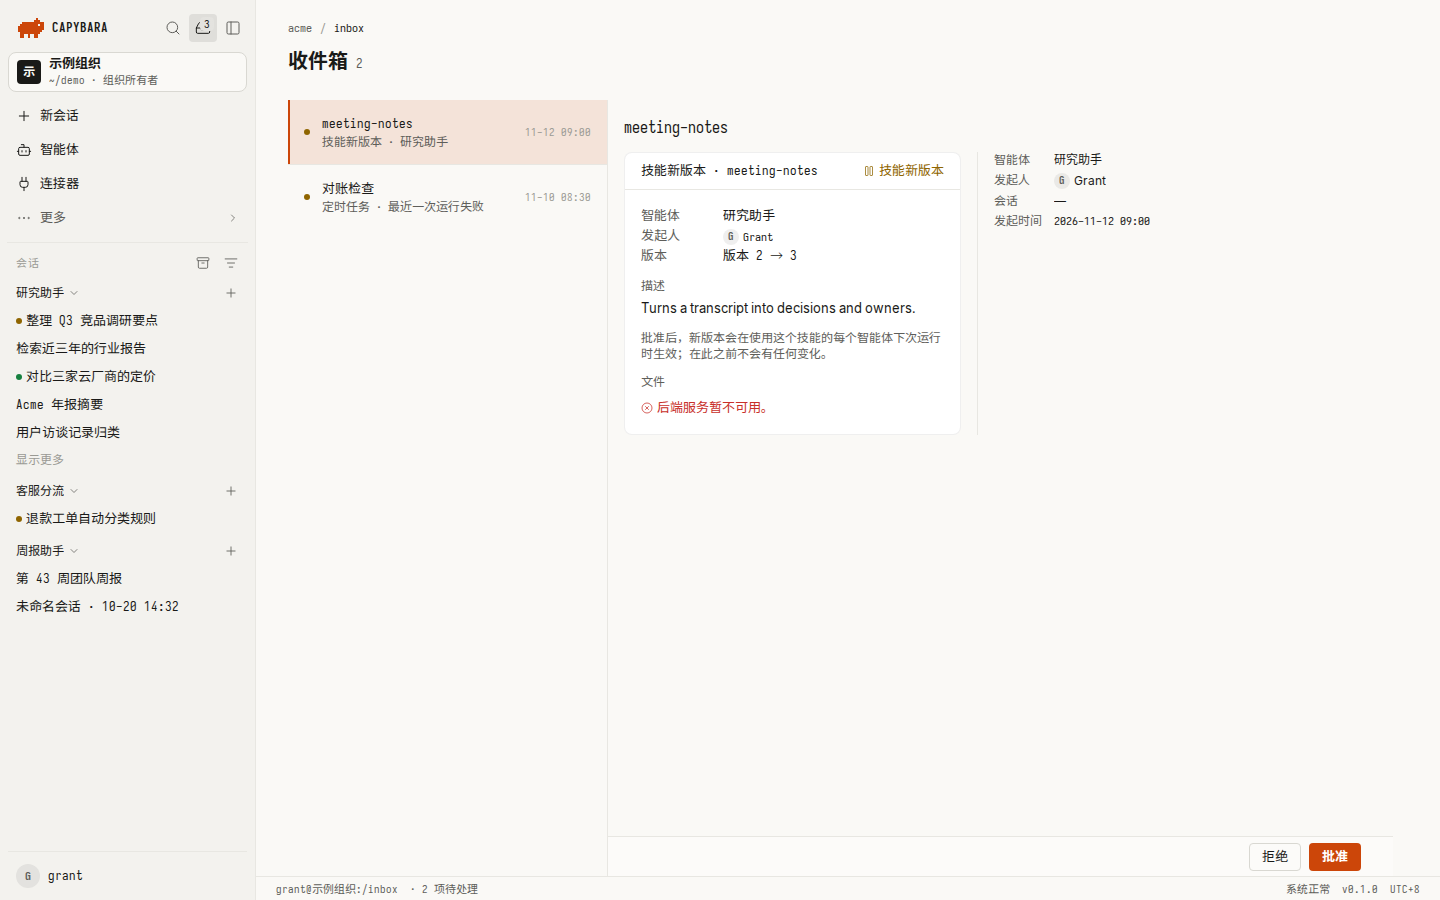 CAPYBARA
3
示 示例组织
~/demo · 组织所有者
新会话
智能体
连接器
更多
会话
研究助手
整理 Q3 竞品调研要点
检索近三年的行业报告
对比三家云厂商的定价
Acme 年报摘要
用户访谈记录归类
显示更多
客服分流
退款工单自动分类规则
周报助手
第 43 周团队周报
未命名会话 · 10-20 14:32
G grant
acme / inbox
收件箱 2
meeting-notes 11-12 09:00
技能新版本 · 研究助手
对账检查 11-10 08:30
定时任务 · 最近一次运行失败
meeting-notes
技能新版本 · meeting-notes 技能新版本
智能体 研究助手
发起人 G Grant
版本 版本 2 → 3
描述
Turns a transcript into decisions and owners.
批准后，新版本会在使用这个技能的每个智能体下次运行
时生效；在此之前不会有任何变化。
文件
后端服务暂不可用。
智能体 研究助手
发起人 G Grant
会话 —
发起时间 2026-11-12 09:00
拒绝 批准
grant@示例组织:/inbox · 2 项待处理
系统正常 v0.1.0 UTC+8